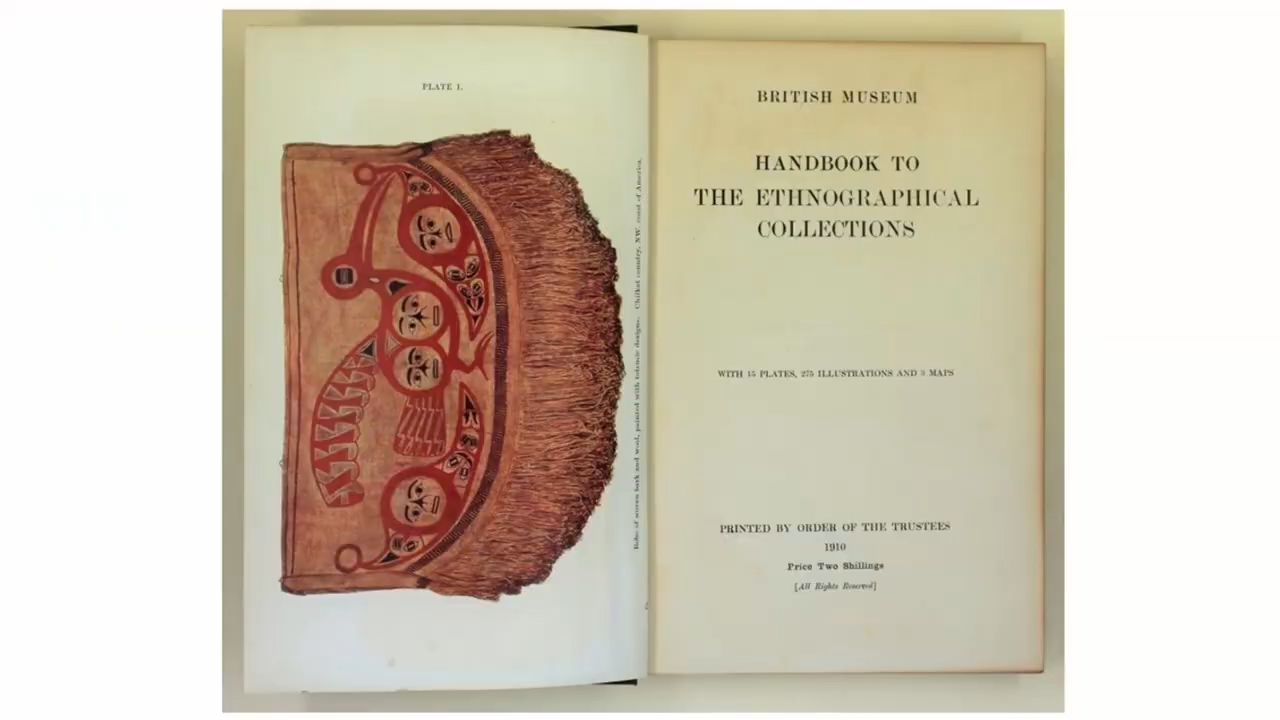 PLATE I.
Robe of woven bark and wool, painted with totemic designs. Chilkat country, NW. coast of America.
BRITISH MUSEUM
HANDBOOK TO
THE ETHNOGRAPHICAL
COLLECTIONS
WITH 15 PLATES, 275 ILLUSTRATIONS AND 3 MAPS
PRINTED BY ORDER OF THE TRUSTEES
1910
Price Two Shillings
[All Rights Reserved]